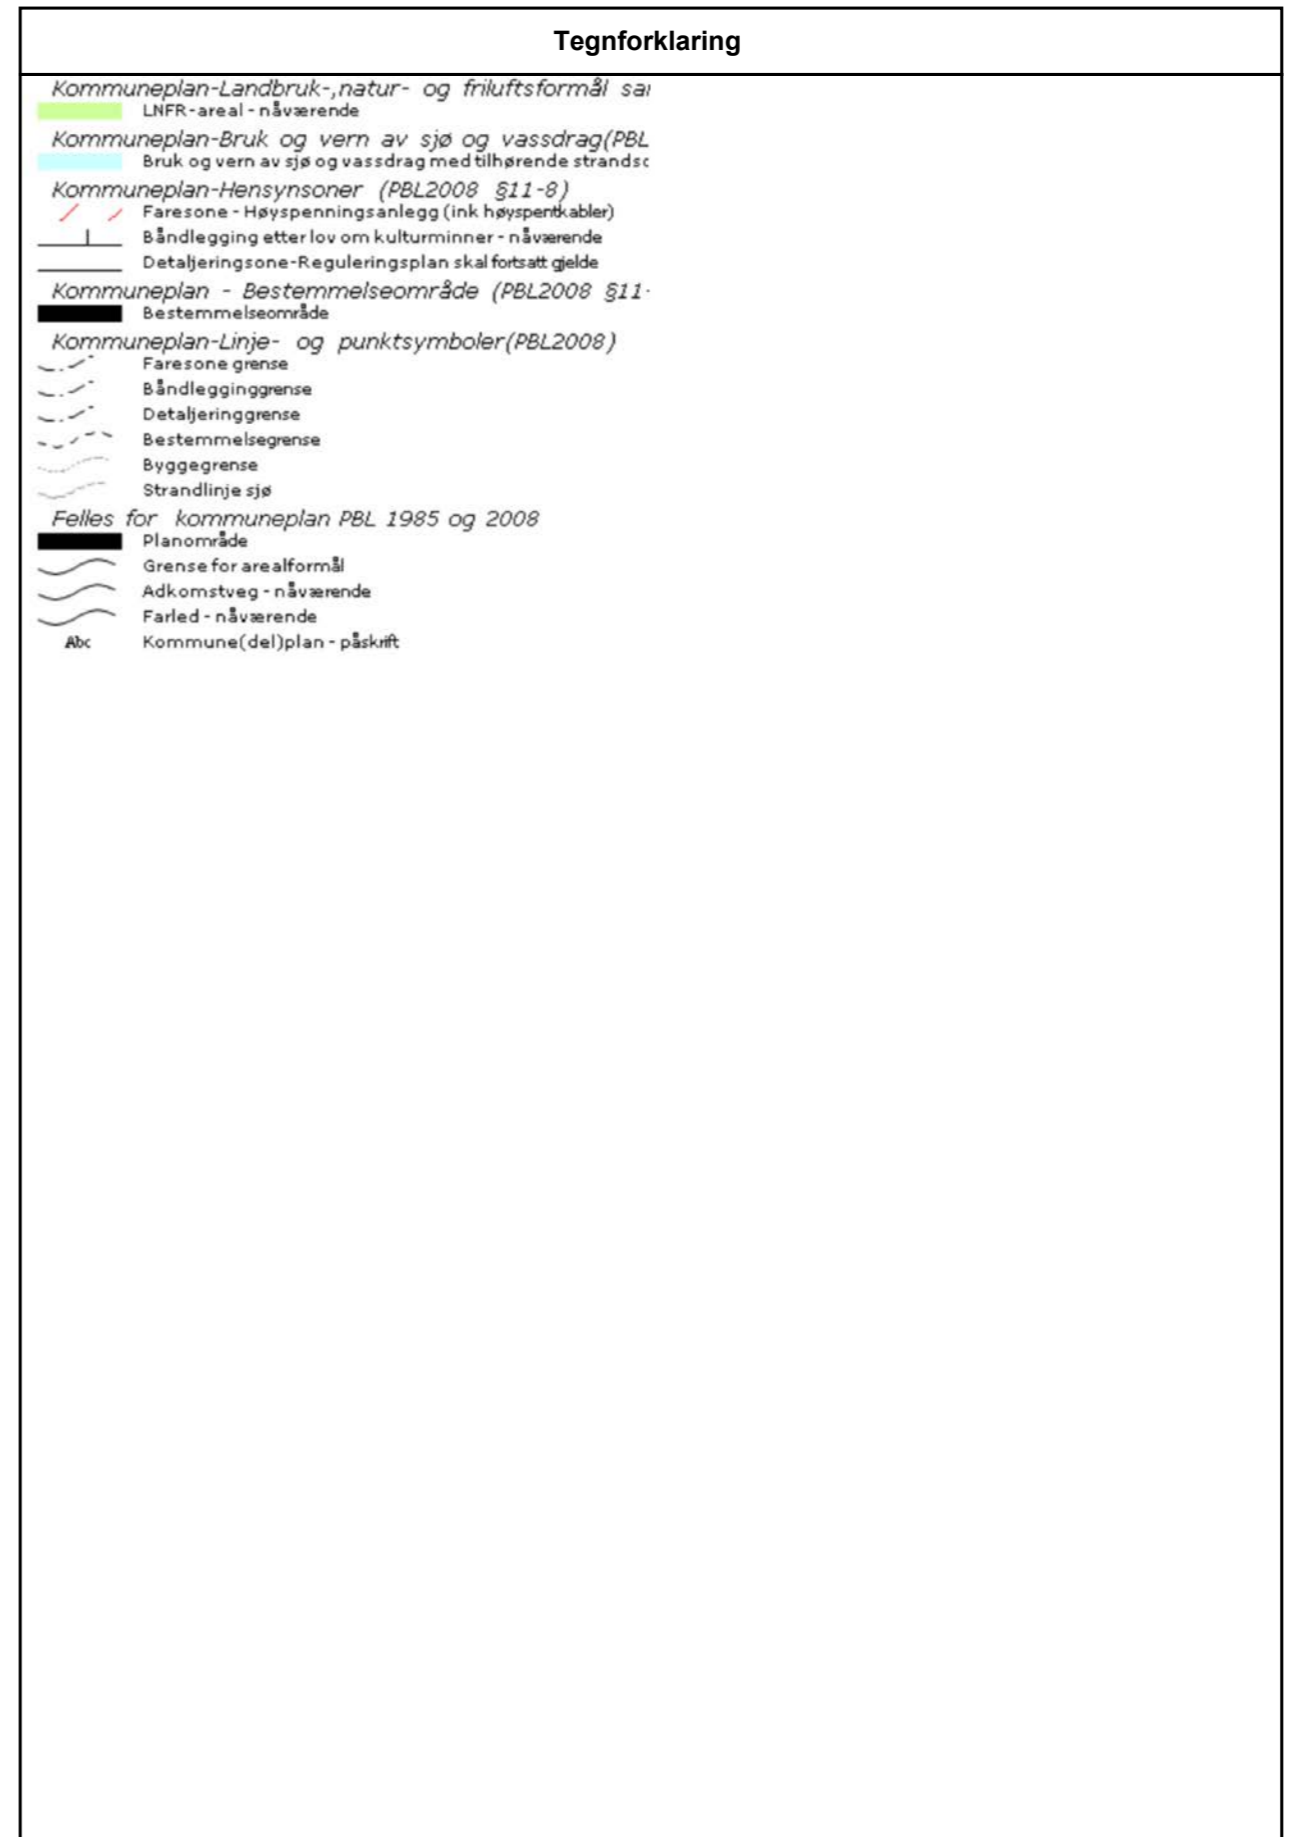 Tegnforklaring
Kommuneplan-Landbruk-,natur- og friluftsformål
LNFR-areal - nåværende
Kommuneplan-Bruk og vern av sjø og vassdrag(PBL
Bruk og vern av sjø og vassdrag med tilhørende
Kommuneplan-Hensynsoner (PBL2008 §11-8)
Faresone - Høyspenningsanlegg (ink høyspentkabler)
Båndlegging etter lov om kulturminner - nåværende
Detaljeringsone-Reguleringsplan skal fortsatt gjelde
Kommuneplan - Bestemmelseområde (PBL2008 §11-
Bestemmelseområde
Kommuneplan-Linje- og punktsymboler(PBL2008)
Faresone grense
Båndlegginggrense
Detaljeringgrense
Bestemmelsegrense
Byggegrense
Strandlinje sjø
Felles for kommuneplan PBL 1985 og 2008
Planområde
Grense for arealformål
Adkomstveg - nåværende
Farled - nåværende
Abc Kommune(del)plan - påskrift